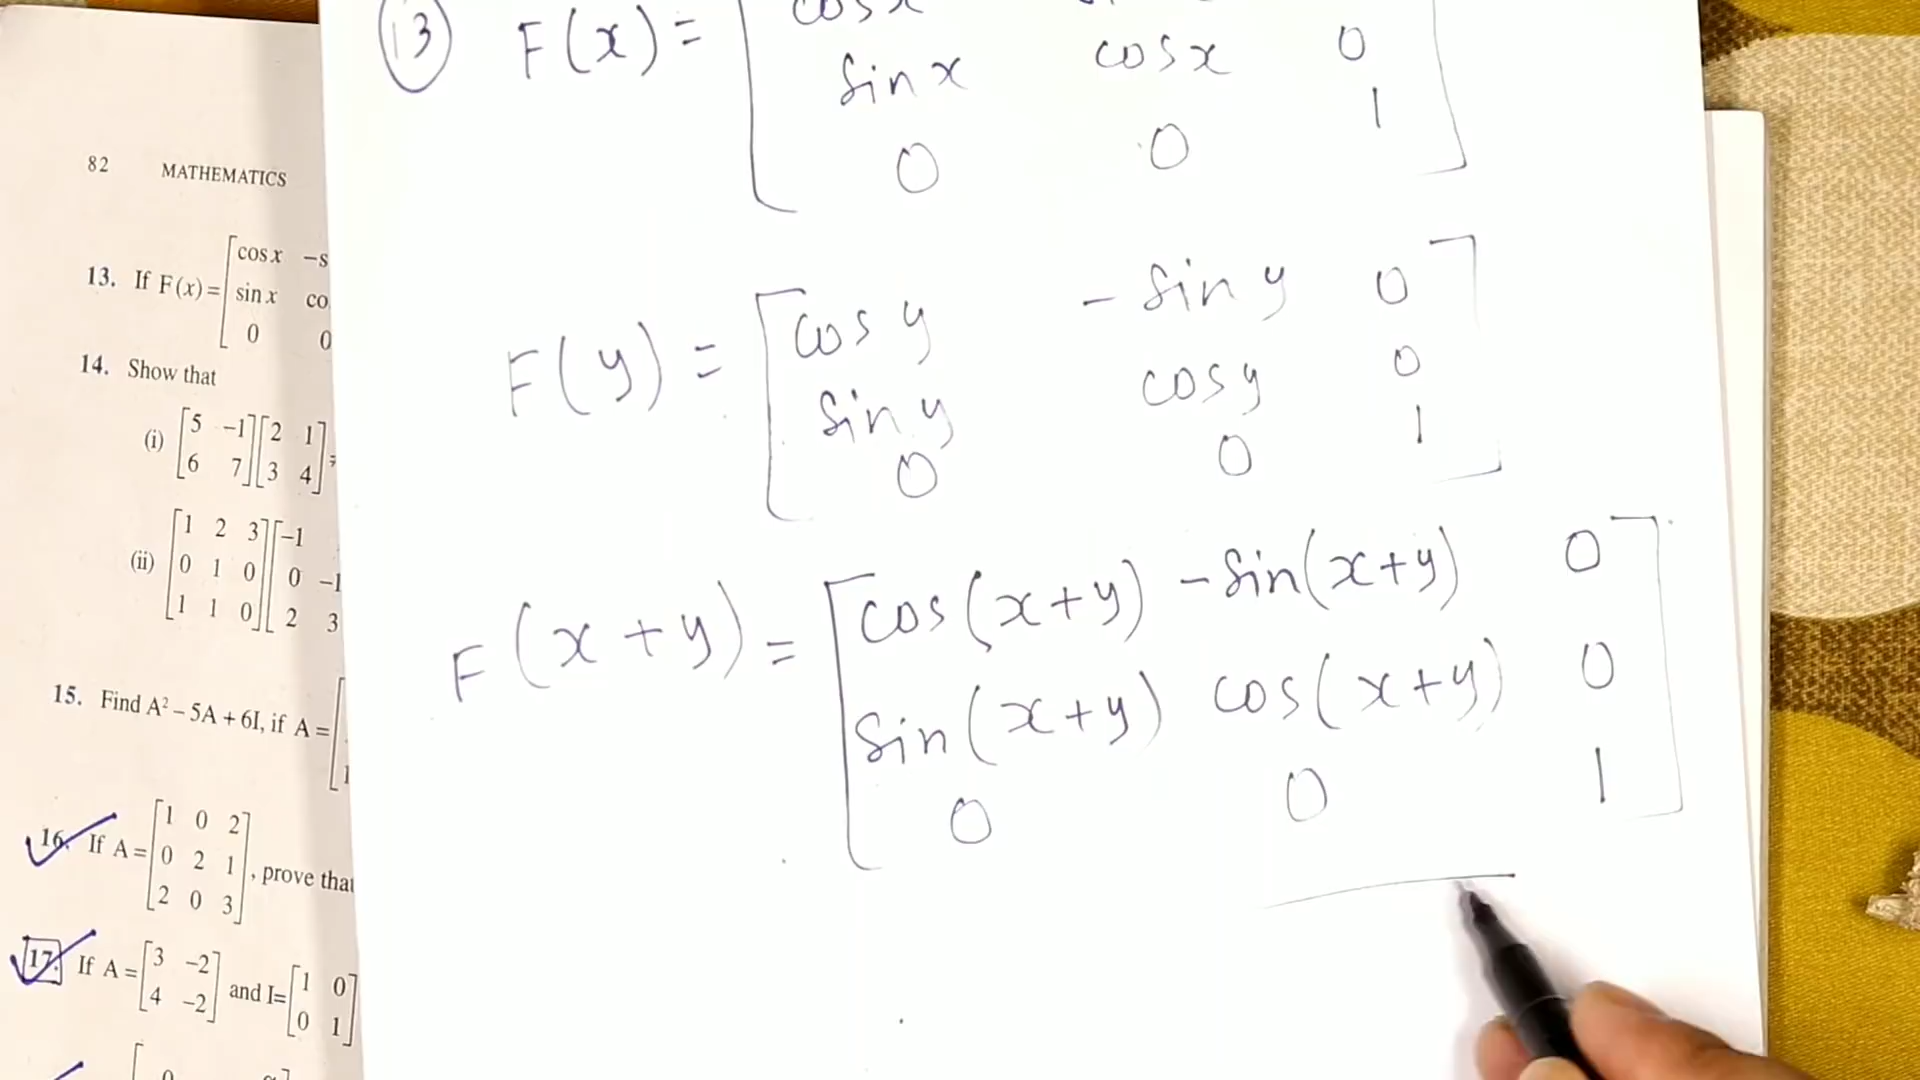 82 MATHEMATICS
13. If F(x) = [cos x −s
sin x co
0 0
14. Show that
(i) [5 −1][2 1]
[6 7][3 4]
(ii) [1 2 3][−1
0 1 0 0 −1
1 1 0 2 3
15. Find A² – 5A + 6I, if A =
16. If A = [1 0 2]
0 2 1 , prove that
2 0 3
17. If A = [3 −2] and I = [1 0]
[4 −2] [0 1]
13 F(x) = [cosx
sin x cosx 0
0 0 1
F(y) = [cos y −sin y 0]
sin y cos y 0
0 0 1
F(x+y) = [cos(x+y) −sin(x+y) 0]
sin(x+y) cos(x+y) 0
0 0 1